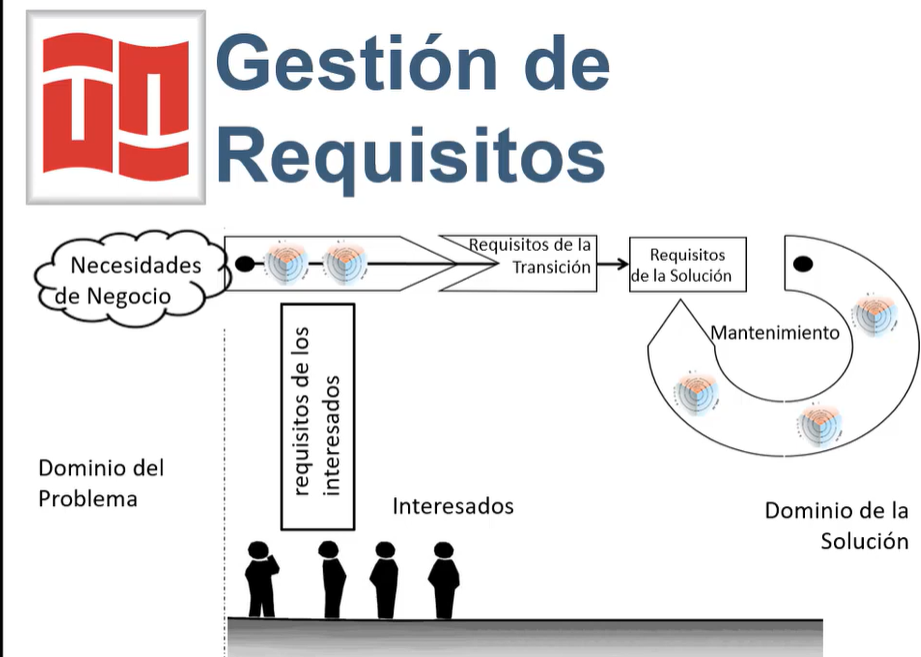 Gestión de
Requisitos
Necesidades
de Negocio
Requisitos de la
Transición
Requisitos
de la Solución
Mantenimiento
requisitos de los
interesados
Dominio del
Problema
Interesados
Dominio de la
Solución